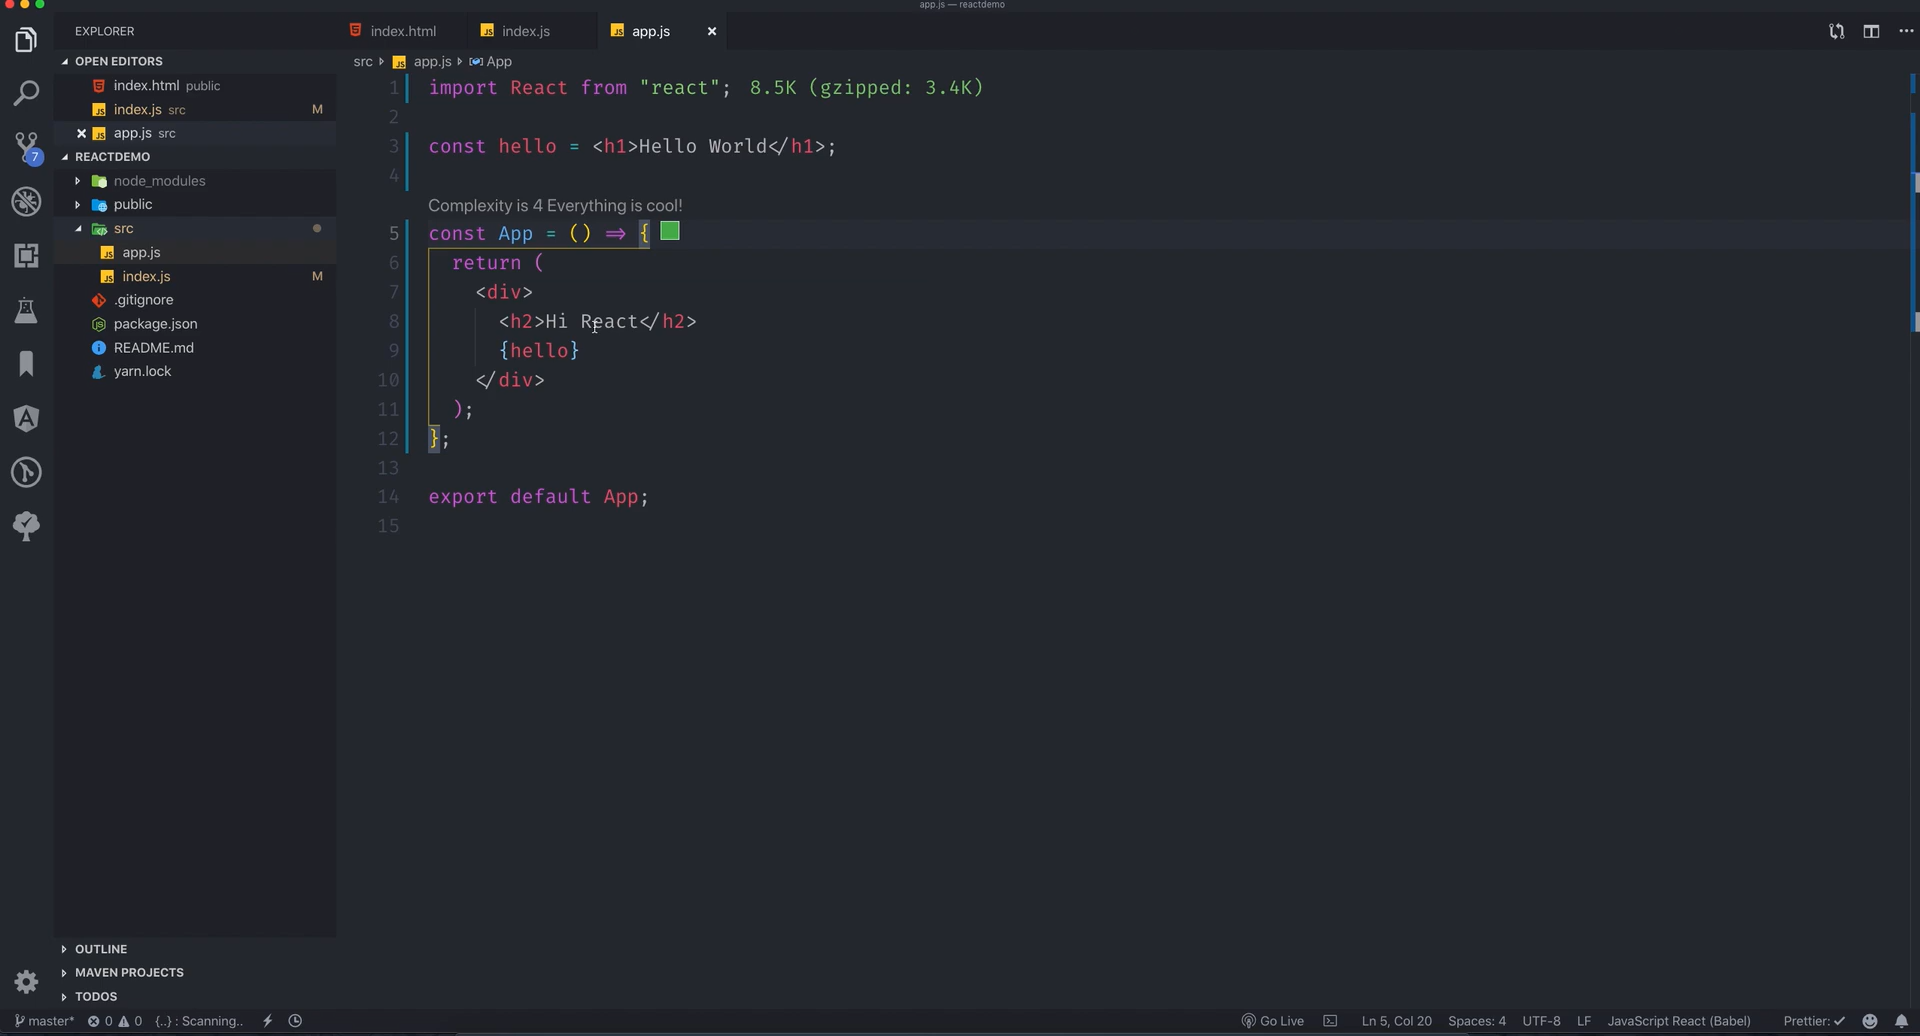 app.js — reactdemo
EXPLORER
index.html
index.js
app.js
OPEN EDITORS
index.html public
index.js src M
app.js src
REACTDEMO
node_modules
public
src
app.js
index.js M
.gitignore
package.json
README.md
yarn.lock
OUTLINE
MAVEN PROJECTS
TODOS
7
src app.js App
1 import React from "react"; 8.5K (gzipped: 3.4K)
2
3 const hello = <h1>Hello World</h1>;
4
Complexity is 4 Everything is cool!
5 const App = () => {
6 return (
7 <div>
8 <h2>Hi React</h2>
9 {hello}
10 </div>
11 );
12 };
13
14 export default App;
15
master* 0 0 {..} : Scanning..
Go Live Ln 5, Col 20 Spaces: 4 UTF-8 LF JavaScript React (Babel) Prettier: ✓